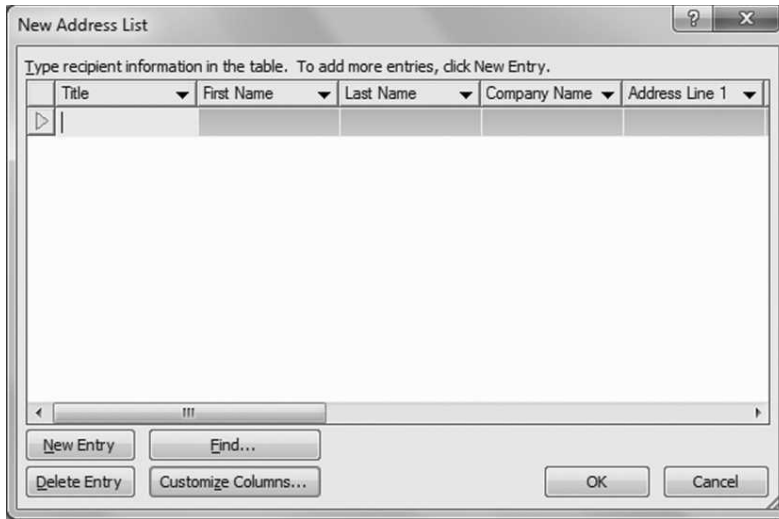 New Address List
Type recipient information in the table. To add more entries, click New Entry.
Title First Name Last Name Company Name Address Line 1
New Entry Find...
Delete Entry Customize Columns... OK Cancel